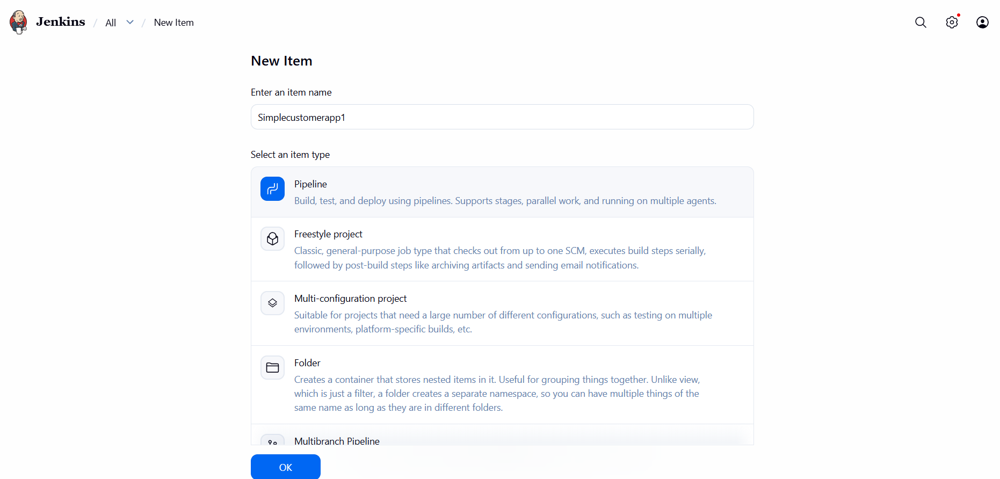 Jenkins / All / New Item
New Item
Enter an item name
Simplecustomerapp1
Select an item type
Pipeline
Build, test, and deploy using pipelines. Supports stages, parallel work, and running on multiple agents.
Freestyle project
Classic, general-purpose job type that checks out from up to one SCM, executes build steps serially,
followed by post-build steps like archiving artifacts and sending email notifications.
Multi-configuration project
Suitable for projects that need a large number of different configurations, such as testing on multiple
environments, platform-specific builds, etc.
Folder
Creates a container that stores nested items in it. Useful for grouping things together. Unlike view,
which is just a filter, a folder creates a separate namespace, so you can have multiple things of the
same name as long as they are in different folders.
Multibranch Pipeline
OK